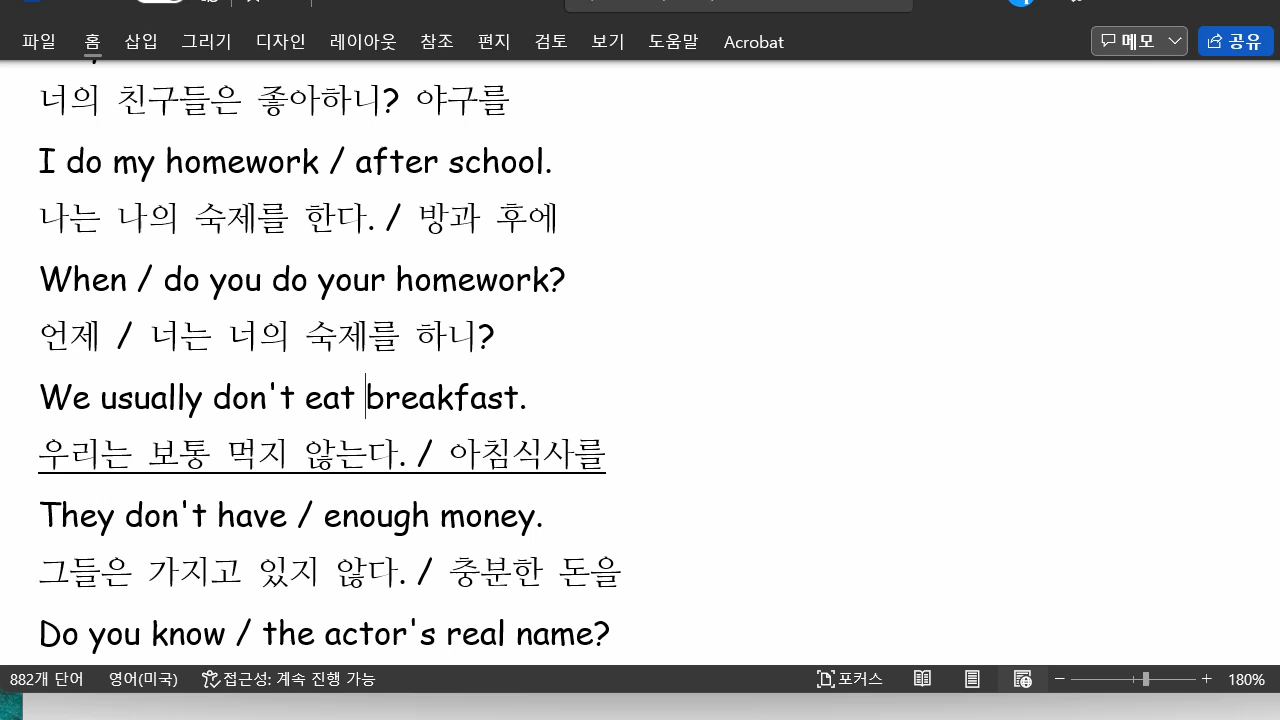 파일 홈 삽입 그리기 디자인 레이아웃 참조 편지 검토 보기 도움말 Acrobat 메모 공유
너의 친구들은 좋아하니? 야구를
I do my homework / after school.
나는 나의 숙제를 한다. / 방과 후에
When / do you do your homework?
언제 / 너는 너의 숙제를 하니?
We usually don't eat breakfast.
우리는 보통 먹지 않는다. / 아침식사를
They don't have / enough money.
그들은 가지고 있지 않다. / 충분한 돈을
Do you know / the actor's real name?
882개 단어 영어(미국) 접근성: 계속 진행 가능 포커스 180%